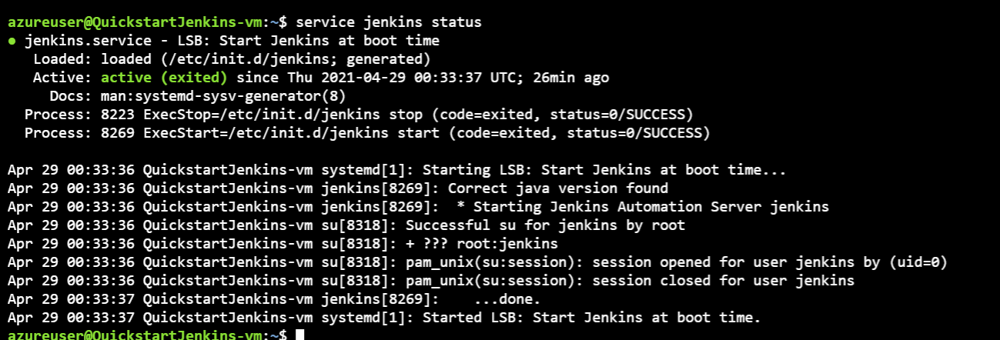 azureuser@QuickstartJenkins-vm:~$ service jenkins status
● jenkins.service - LSB: Start Jenkins at boot time
   Loaded: loaded (/etc/init.d/jenkins; generated)
   Active: active (exited) since Thu 2021-04-29 00:33:37 UTC; 26min ago
     Docs: man:systemd-sysv-generator(8)
  Process: 8223 ExecStop=/etc/init.d/jenkins stop (code=exited, status=0/SUCCESS)
  Process: 8269 ExecStart=/etc/init.d/jenkins start (code=exited, status=0/SUCCESS)

Apr 29 00:33:36 QuickstartJenkins-vm systemd[1]: Starting LSB: Start Jenkins at boot time...
Apr 29 00:33:36 QuickstartJenkins-vm jenkins[8269]: Correct java version found
Apr 29 00:33:36 QuickstartJenkins-vm jenkins[8269]:  * Starting Jenkins Automation Server jenkins
Apr 29 00:33:36 QuickstartJenkins-vm su[8318]: Successful su for jenkins by root
Apr 29 00:33:36 QuickstartJenkins-vm su[8318]: + ??? root:jenkins
Apr 29 00:33:36 QuickstartJenkins-vm su[8318]: pam_unix(su:session): session opened for user jenkins by (uid=0)
Apr 29 00:33:36 QuickstartJenkins-vm su[8318]: pam_unix(su:session): session closed for user jenkins
Apr 29 00:33:37 QuickstartJenkins-vm jenkins[8269]:    ...done.
Apr 29 00:33:37 QuickstartJenkins-vm systemd[1]: Started LSB: Start Jenkins at boot time.
azureuser@QuickstartJenkins-vm:~$